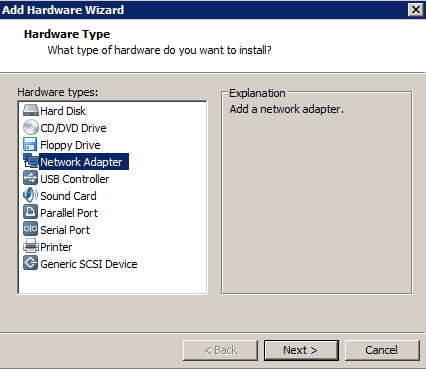 Add Hardware Wizard
Hardware Type
What type of hardware do you want to install?
Hardware types:
Hard Disk
CD/DVD Drive
Floppy Drive
Network Adapter
USB Controller
Sound Card
Parallel Port
Serial Port
Printer
Generic SCSI Device
Explanation
Add a network adapter.
< Back
Next >
Cancel